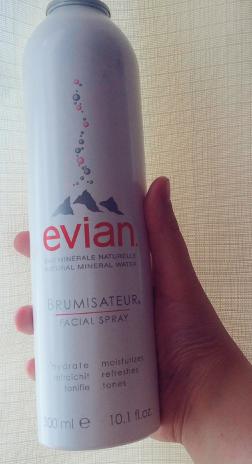 evian.
EAU MINÉRALE NATURELLE
NATURAL MINERAL WATER
BRUMISATEUR®
FACIAL SPRAY
hydrate moisturizes
rafraîchit refreshes
tonifie tones
300 ml e 10.1 fl.oz.